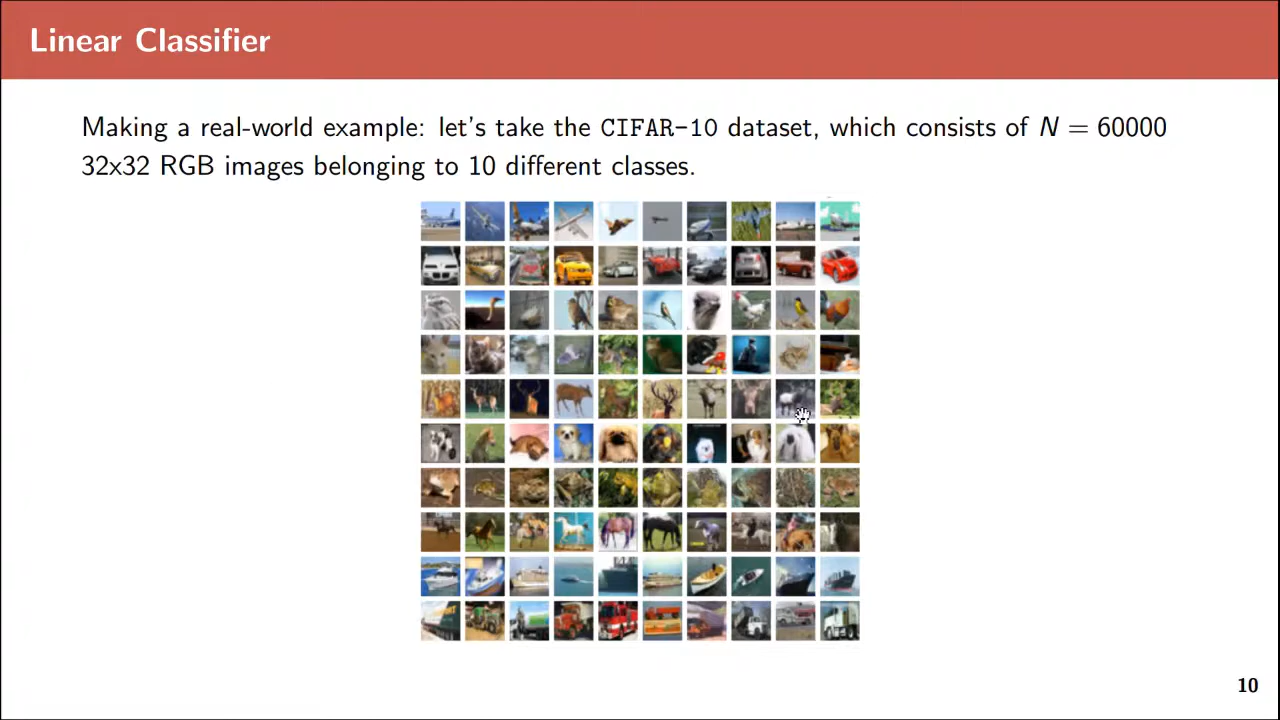 Linear Classifier
Making a real-world example: let's take the CIFAR-10 dataset, which consists of N = 60000
32x32 RGB images belonging to 10 different classes.
10